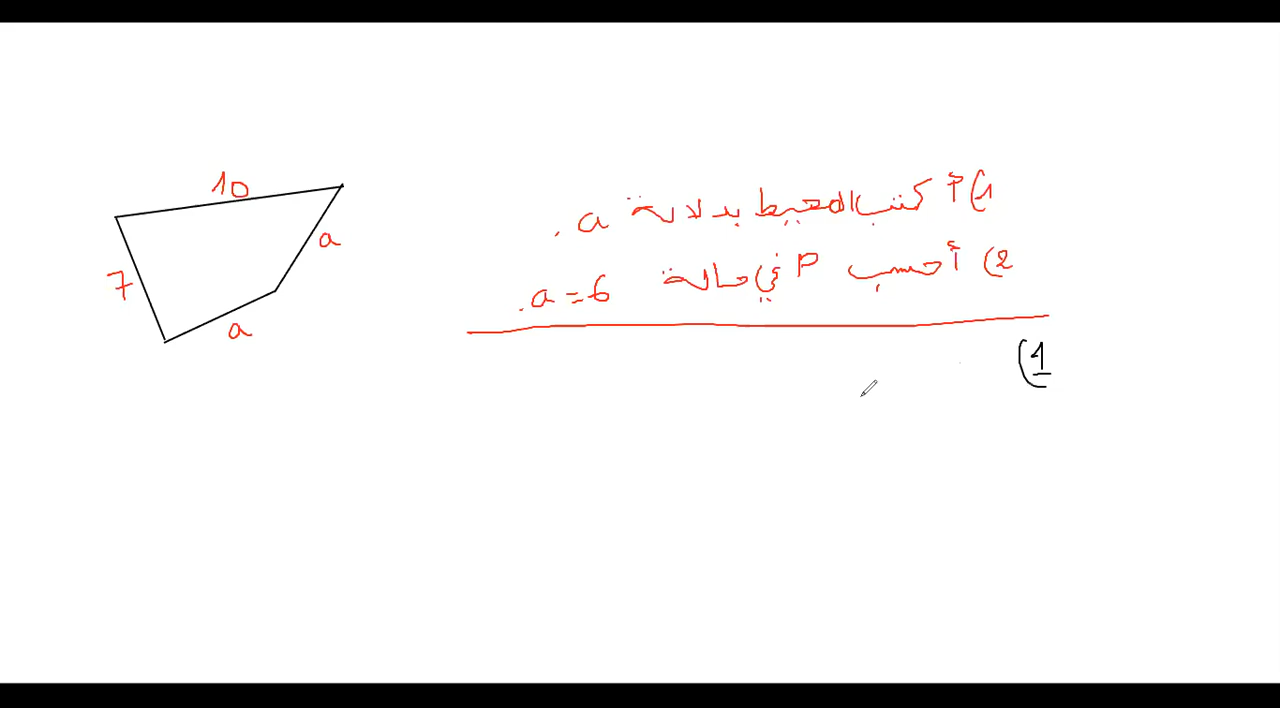 10
a
7
a
1) أكتب المحيط بدلالة a.
2) أحسب P في حالة a = 6.
1)